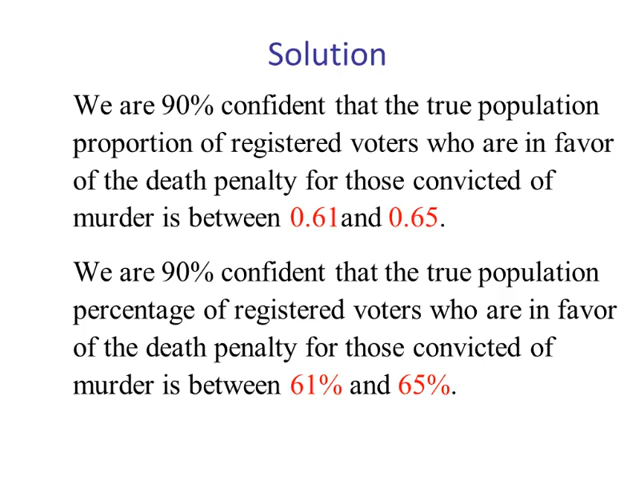 Solution
We are 90% confident that the true population
proportion of registered voters who are in favor
of the death penalty for those convicted of
murder is between 0.61and 0.65.
We are 90% confident that the true population
percentage of registered voters who are in favor
of the death penalty for those convicted of
murder is between 61% and 65%.